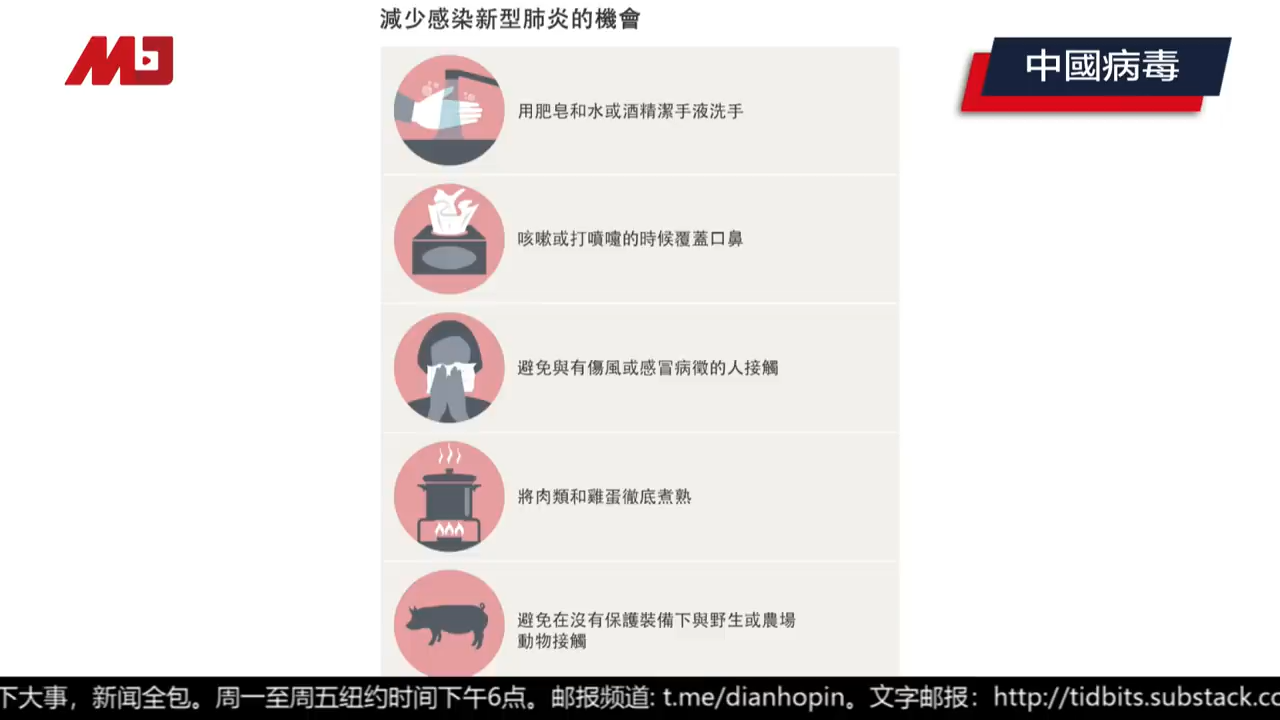 減少感染新型肺炎的機會
中國病毒
用肥皂和水或酒精潔手液洗手
咳嗽或打噴嚏的時候覆蓋口鼻
避免與有傷風或感冒病徵的人接觸
將肉類和雞蛋徹底煮熟
避免在沒有保護裝備下與野生或農場
動物接觸
下大事，新闻全包。周一至周五纽约时间下午6点。邮报频道: t.me/dianhopin。文字邮报：http://tidbits.substack.co